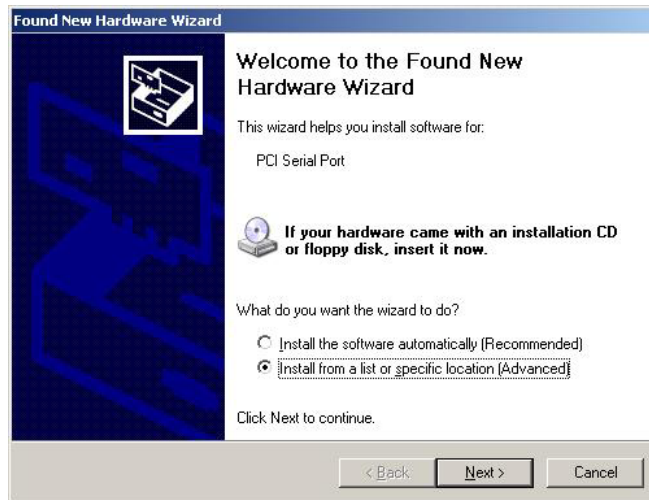 Found New Hardware Wizard
Welcome to the Found New
Hardware Wizard
This wizard helps you install software for:
PCI Serial Port
If your hardware came with an installation CD
or floppy disk, insert it now.
What do you want the wizard to do?
Install the software automatically (Recommended)
Install from a list or specific location (Advanced)
Click Next to continue.
< Back
Next >
Cancel